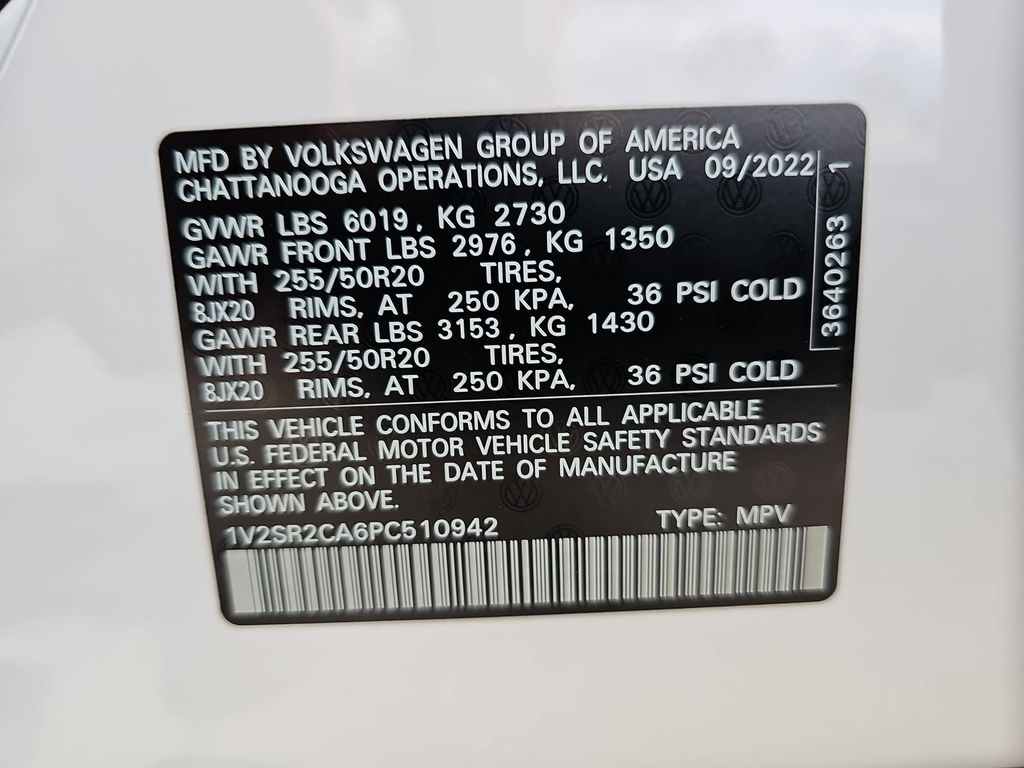 MFD BY VOLKSWAGEN GROUP OF AMERICA
CHATTANOOGA OPERATIONS, LLC. USA 09/2022
GVWR LBS 6019, KG 2730
GAWR FRONT LBS 2976, KG 1350
WITH 255/50R20 TIRES,
8JX20 RIMS, AT 250 KPA, 36 PSI COLD
GAWR REAR LBS 3153, KG 1430
WITH 255/50R20 TIRES,
8JX20 RIMS, AT 250 KPA, 36 PSI COLD
THIS VEHICLE CONFORMS TO ALL APPLICABLE
U.S. FEDERAL MOTOR VEHICLE SAFETY STANDARDS
IN EFFECT ON THE DATE OF MANUFACTURE
SHOWN ABOVE.
1V2SR2CA6PC510942 TYPE: MPV
3640263 1